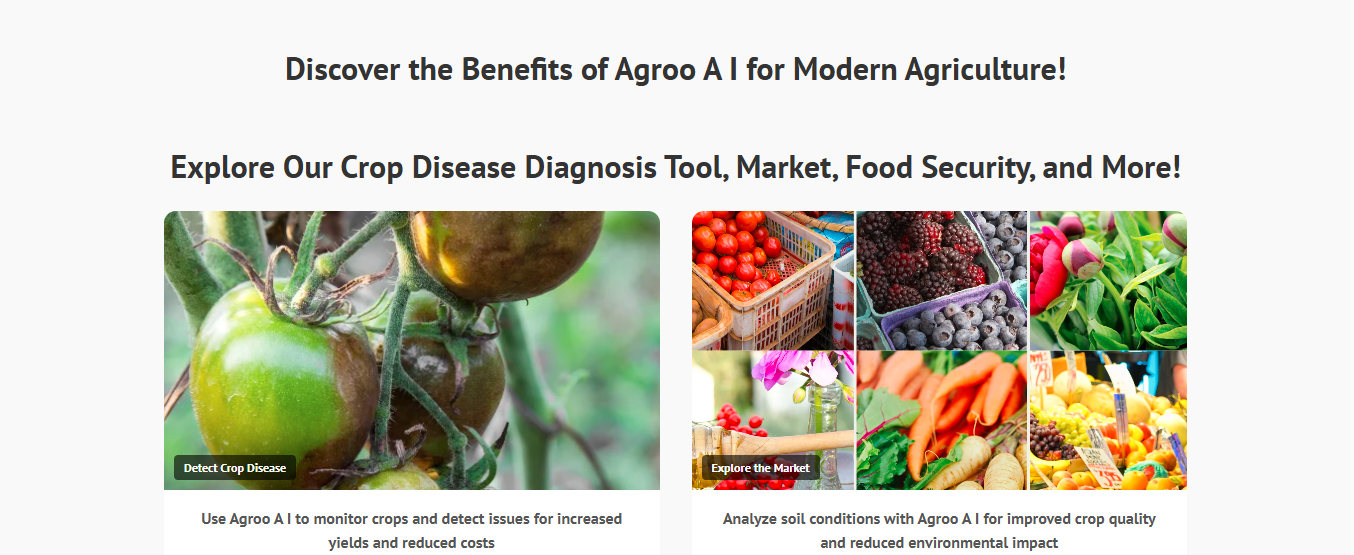 Discover the Benefits of Agroo A I for Modern Agriculture!
Explore Our Crop Disease Diagnosis Tool, Market, Food Security, and More!
Detect Crop Disease
Explore the Market
Use Agroo A I to monitor crops and detect issues for increased
yields and reduced costs
Analyze soil conditions with Agroo A I for improved crop quality
and reduced environmental impact